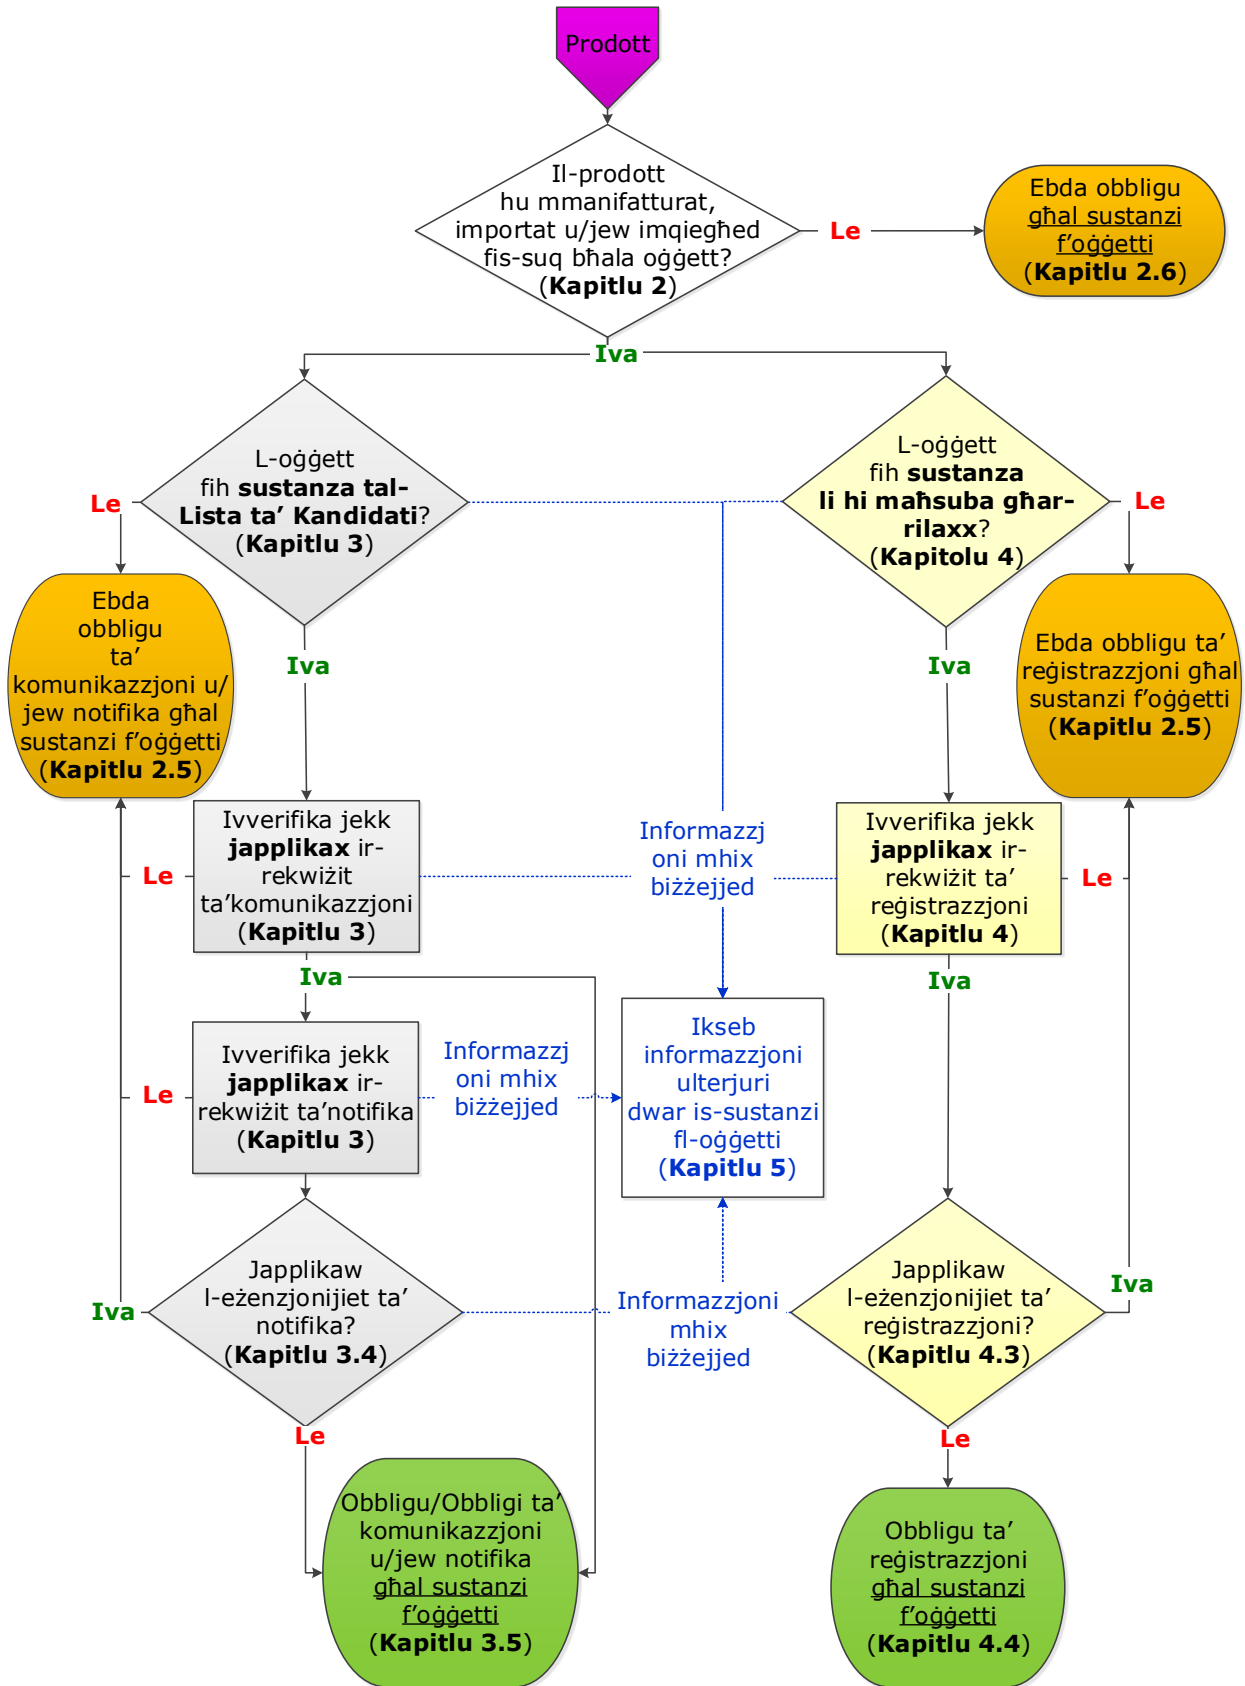 Prodott
Il-prodott
hu mmanifatturat,
importat u/jew imqiegħed
fis-suq bħala oġġett?
(Kapitlu 2)
Le
Ebda obbligu
għal sustanzi
f'oġġetti
(Kapitlu 2.6)
Iva
L-oġġett
fih sustanza tal-
Lista ta' Kandidati?
(Kapitlu 3)
Le
L-oġġett
fih sustanza
li hi maħsuba għar-
rilaxx?
(Kapitolu 4)
Le
Ebda
obbligu
ta'
komunikazzjoni u/
jew notifika għal
sustanzi f'oġġetti
(Kapitlu 2.5)
Iva
Iva
Ebda obbligu ta'
reġistrazzjoni għal
sustanzi f'oġġetti
(Kapitlu 2.5)
Ivverifika jekk
japplikax ir-
rekwiżit
ta'komunikazzjoni
(Kapitlu 3)
Le
Informazzj
oni mhix
biżżejjed
Ivverifika jekk
japplikax ir-
rekwiżit ta'
reġistrazzjoni
(Kapitlu 4)
Le
Iva
Iva
Ivverifika jekk
japplikax ir-
rekwiżit ta'notifika
(Kapitlu 3)
Le
Informazzj
oni mhix
biżżejjed
Ikseb
informazzjoni
ulterjuri
dwar is-sustanzi
fl-oġġetti
(Kapitlu 5)
Iva
Japplikaw
l-eżenzjonijiet ta'
notifika?
(Kapitlu 3.4)
Informazzjoni
mhix
biżżejjed
Japplikaw
l-eżenzjonijiet ta'
reġistrazzjoni?
(Kapitlu 4.3)
Iva
Le
Le
Obbligu/Obbligi ta'
komunikazzjoni
u/jew notifika
għal sustanzi
f'oġġetti
(Kapitlu 3.5)
Obbligu ta'
reġistrazzjoni
għal sustanzi
f'oġġetti
(Kapitlu 4.4)